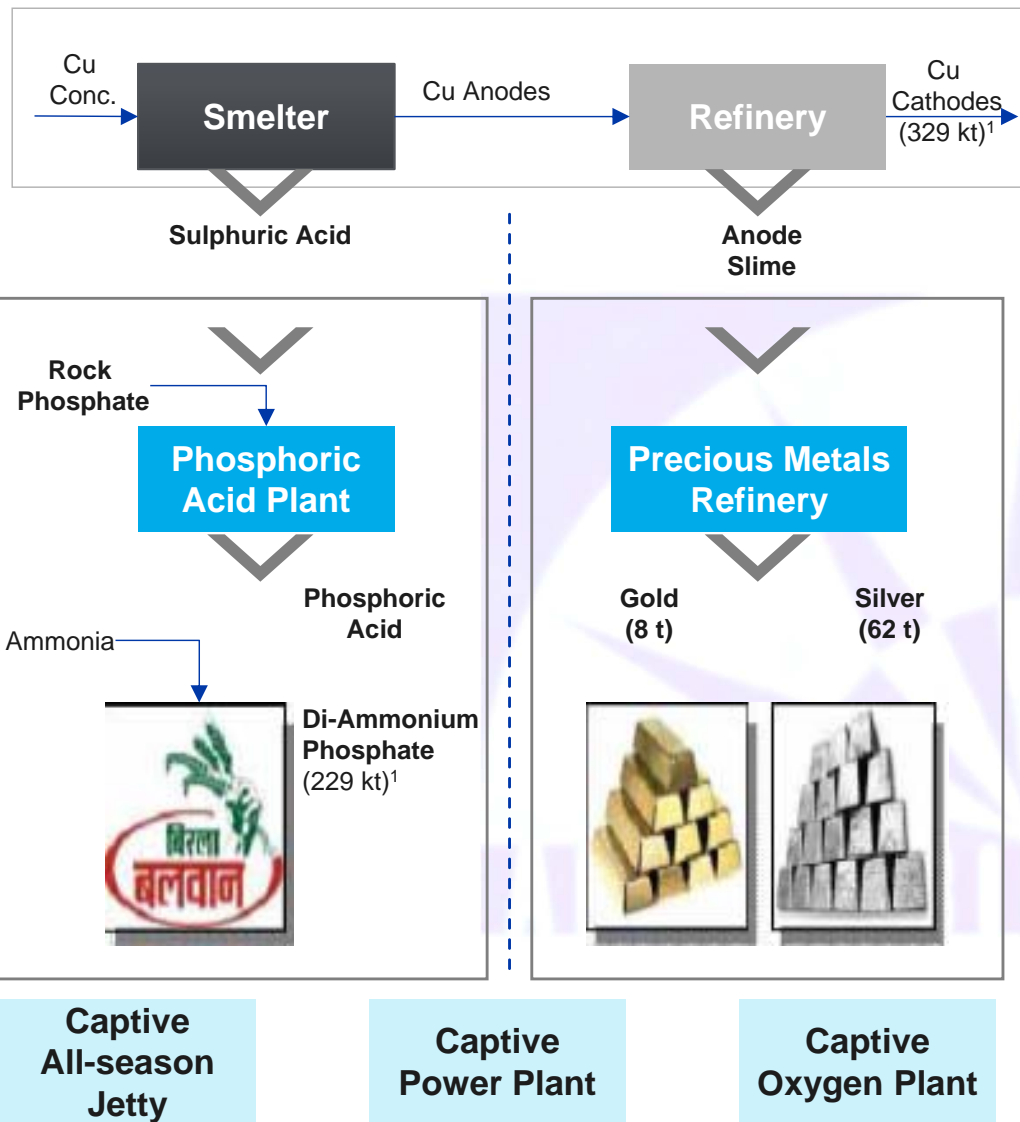 Cu
Conc.
Smelter
Cu Anodes
Refinery
Cu
Cathodes
(329 kt)1
Sulphuric Acid
Anode
Slime
Rock
Phosphate
Phosphoric
Acid Plant
Precious Metals
Refinery
Phosphoric
Acid
Gold
(8 t)
Silver
(62 t)
Ammonia
Di-Ammonium
Phosphate
(229 kt)1
बिरला
बलवान
Captive
All-season
Jetty
Captive
Power Plant
Captive
Oxygen Plant